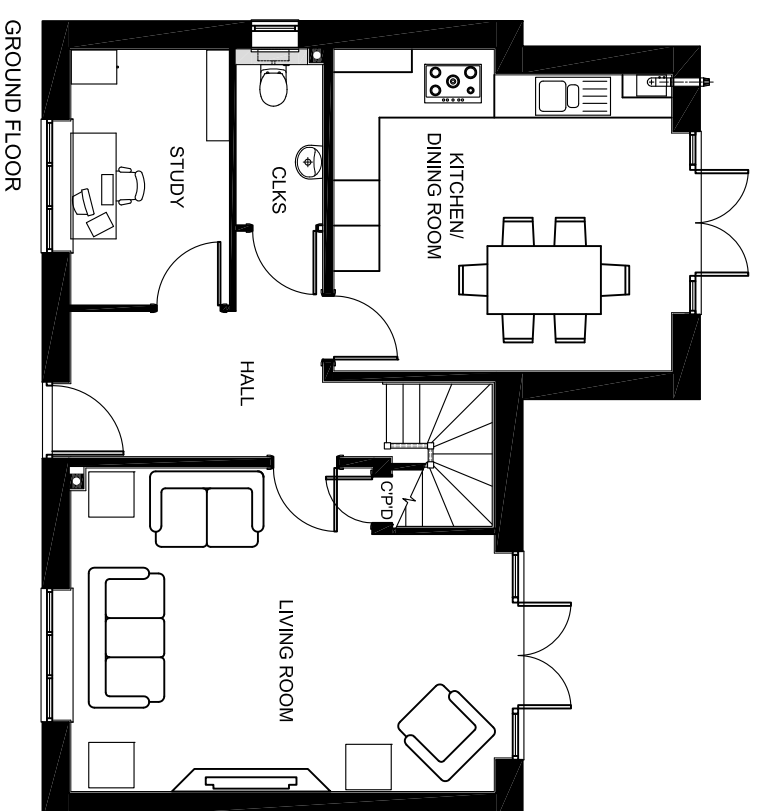 GROUND FLOOR
STUDY
CLKS
KITCHEN/
DINING ROOM
HALL
C'P'D
LIVING ROOM